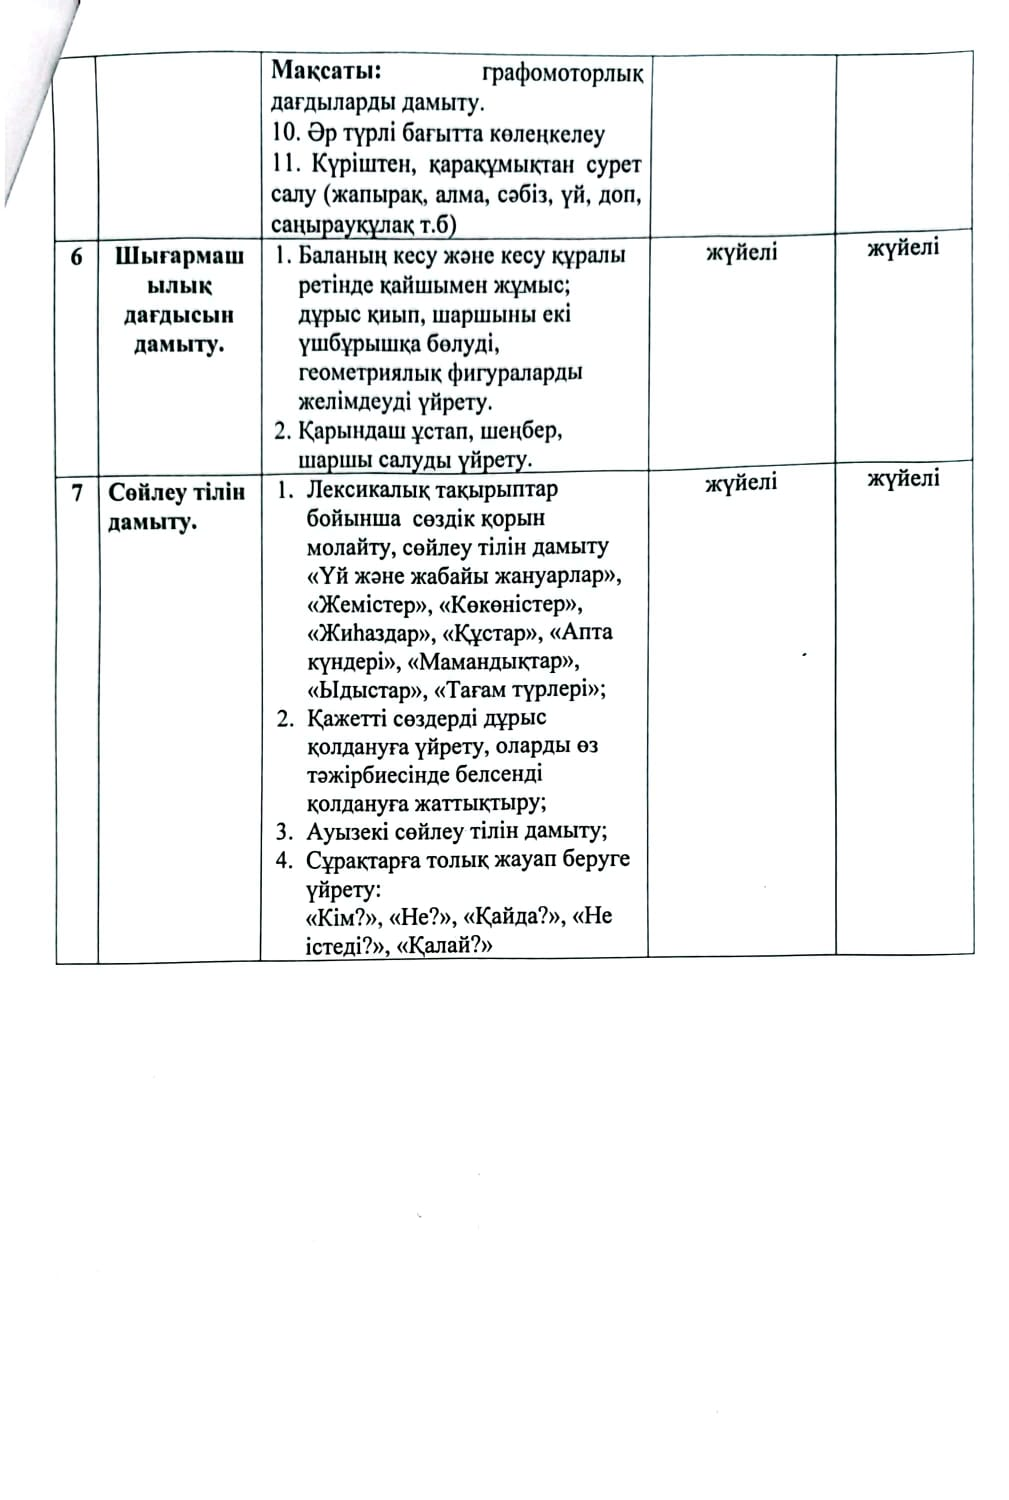 Мақсаты: графомоторлық
дағдыларды дамыту.
10. Әр түрлі бағытта көлеңкелеу
11. Күріштен, қарақұмықтан сурет
салу (жапырақ, алма, сәбіз, үй, доп,
саңырауқұлақ т.б)
6
Шығармаш
ылық
дағдысын
дамыту.
1. Баланың кесу және кесу құралы
ретінде қайшымен жұмыс;
дұрыс қиып, шаршыны екі
үшбұрышқа бөлуді,
геометриялық фигураларды
желімдеуді үйрету.
2. Қарындаш ұстап, шеңбер,
шаршы салуды үйрету.
жүйелі
жүйелі
7
Сөйлеу тілін
дамыту.
1. Лексикалық тақырыптар
бойынша сөздік қорын
молайту, сөйлеу тілін дамыту
«Үй және жабайы жануарлар»,
«Жемістер», «Көкөністер»,
«Жиһаздар», «Құстар», «Апта
күндері», «Мамандықтар»,
«Ыдыстар», «Тағам түрлері»;
2. Қажетті сөздерді дұрыс
қолдануға үйрету, оларды өз
тәжірбиесінде белсенді
қолдануға жаттықтыру;
3. Ауызекі сөйлеу тілін дамыту;
4. Сұрақтарға толық жауап беруге
үйрету:
«Кім?», «Не?», «Қайда?», «Не
істеді?», «Қалай?»
жүйелі
жүйелі